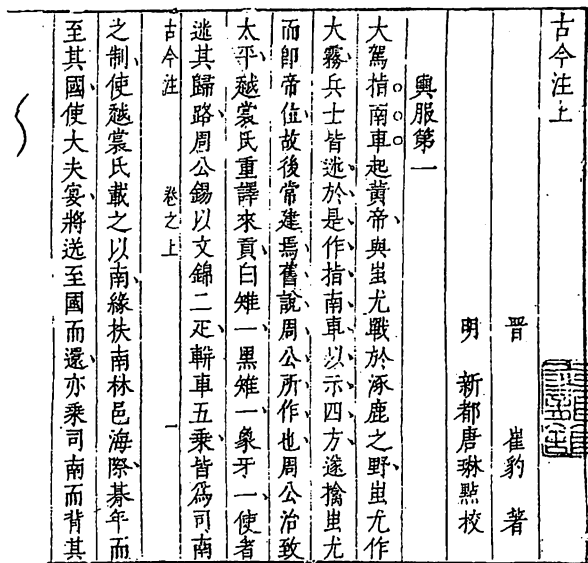 古今注上
晋 崔豹 著
明 新都唐琳㸃校
輿服第一
大駕指南車起黄帝與蚩尤戰於涿鹿之野蚩尤作
大霧兵士皆迷於是作指南車以示四方遂擒蚩尤
而卽帝位故後常建焉舊說周公所作也周公治致
太平越裳氏重譯來貢白雉一黑雉一象牙一使者
迷其歸路周公錫以文錦二疋軿車五乗皆爲司南
古今注 卷之上 一
之制使越裳氏載之以南緣扶南林邑海際朞年而
至其國使大夫宴將送至國而還亦乗司南而背其